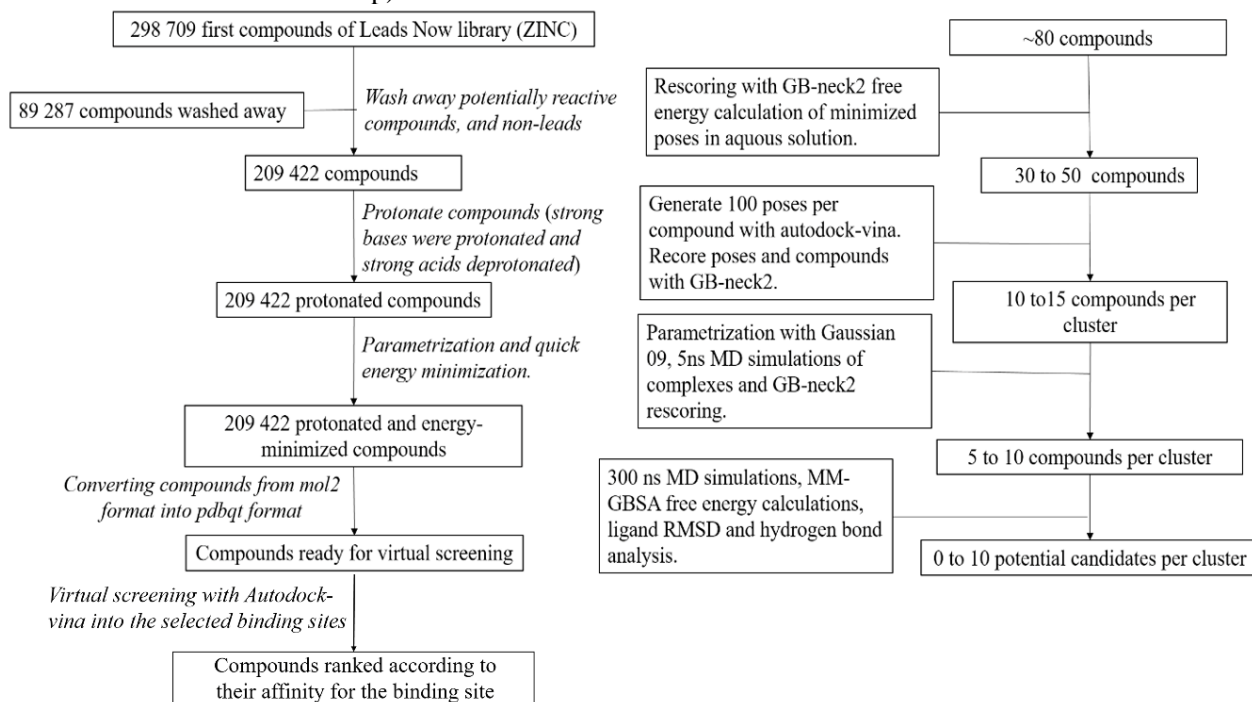 298 709 first compounds of Leads Now library (ZINC)
89 287 compounds washed away
Wash away potentially reactive
compounds, and non-leads
209 422 compounds
Protonate compounds (strong
bases were protonated and
strong acids deprotonated)
209 422 protonated compounds
Parametrization and quick
energy minimization.
209 422 protonated and energy-
minimized compounds
Converting compounds from mol2
format into pdbqt format
Compounds ready for virtual screening
Virtual screening with Autodock-
vina into the selected binding sites
Compounds ranked according to
their affinity for the binding site
~80 compounds
Rescoring with GB-neck2 free
energy calculation of minimized
poses in aquous solution.
30 to 50 compounds
Generate 100 poses per
compound with autodock-vina.
Recore poses and compounds
with GB-neck2.
10 to15 compounds per
cluster
Parametrization with Gaussian
09, 5ns MD simulations of
complexes and GB-neck2
rescoring.
5 to 10 compounds per cluster
300 ns MD simulations, MM-
GBSA free energy calculations,
ligand RMSD and hydrogen bond
analysis.
0 to 10 potential candidates per cluster